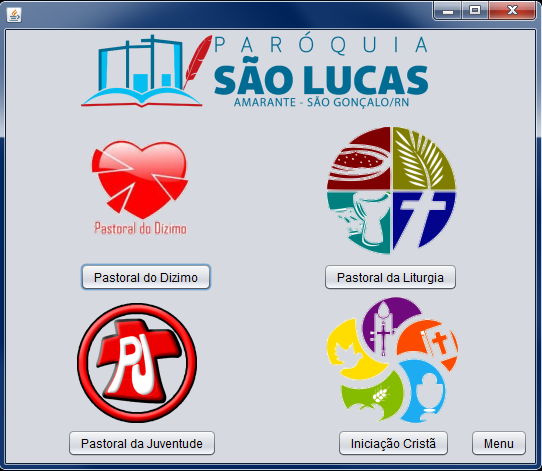 PARÓQUIA
SÃO LUCAS
AMARANTE - SÃO GONÇALO/RN
Pastoral do Dizimo
Pastoral do Dizimo
Pastoral da Liturgia
PJ
Pastoral da Juventude
Iniciação Cristã
Menu